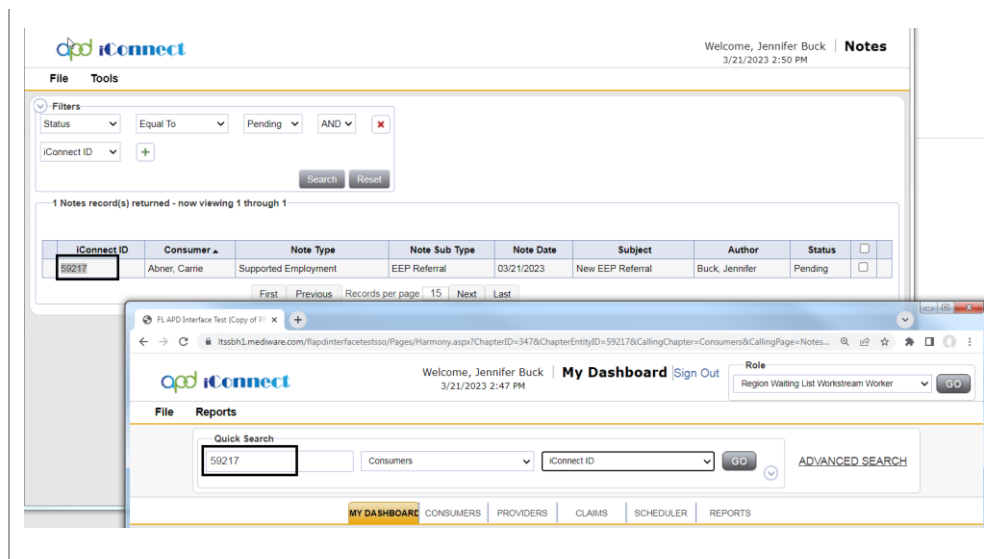 apd iConnect
Welcome, Jennifer Buck Notes
3/21/2023 2:50 PM
File Tools
Filters
Status Equal To Pending AND
iConnect ID
Search Reset
1 Notes record(s) returned - now viewing 1 through 1
iConnect ID Consumer Note Type Note Sub Type Note Date Subject Author Status
59217 Abner, Carrie Supported Employment EEP Referral 03/21/2023 New EEP Referral Buck, Jennifer Pending
First Previous Records per page 15 Next Last
FL APD Interface Test (Copy of
ltssbh1.mediware.com/flapdinterfacetestsso/Pages/Harmony.aspx?ChapterID=347&ChapterEntityID=59217&CallingChapter=Consumers&CallingPage=Notes...
apd iConnect
Welcome, Jennifer Buck My Dashboard Sign Out
3/21/2023 2:47 PM
Role
Region Waiting List Workstream Worker GO
File Reports
Quick Search
59217 Consumers iConnect ID GO ADVANCED SEARCH
MY DASHBOARD CONSUMERS PROVIDERS CLAIMS SCHEDULER REPORTS